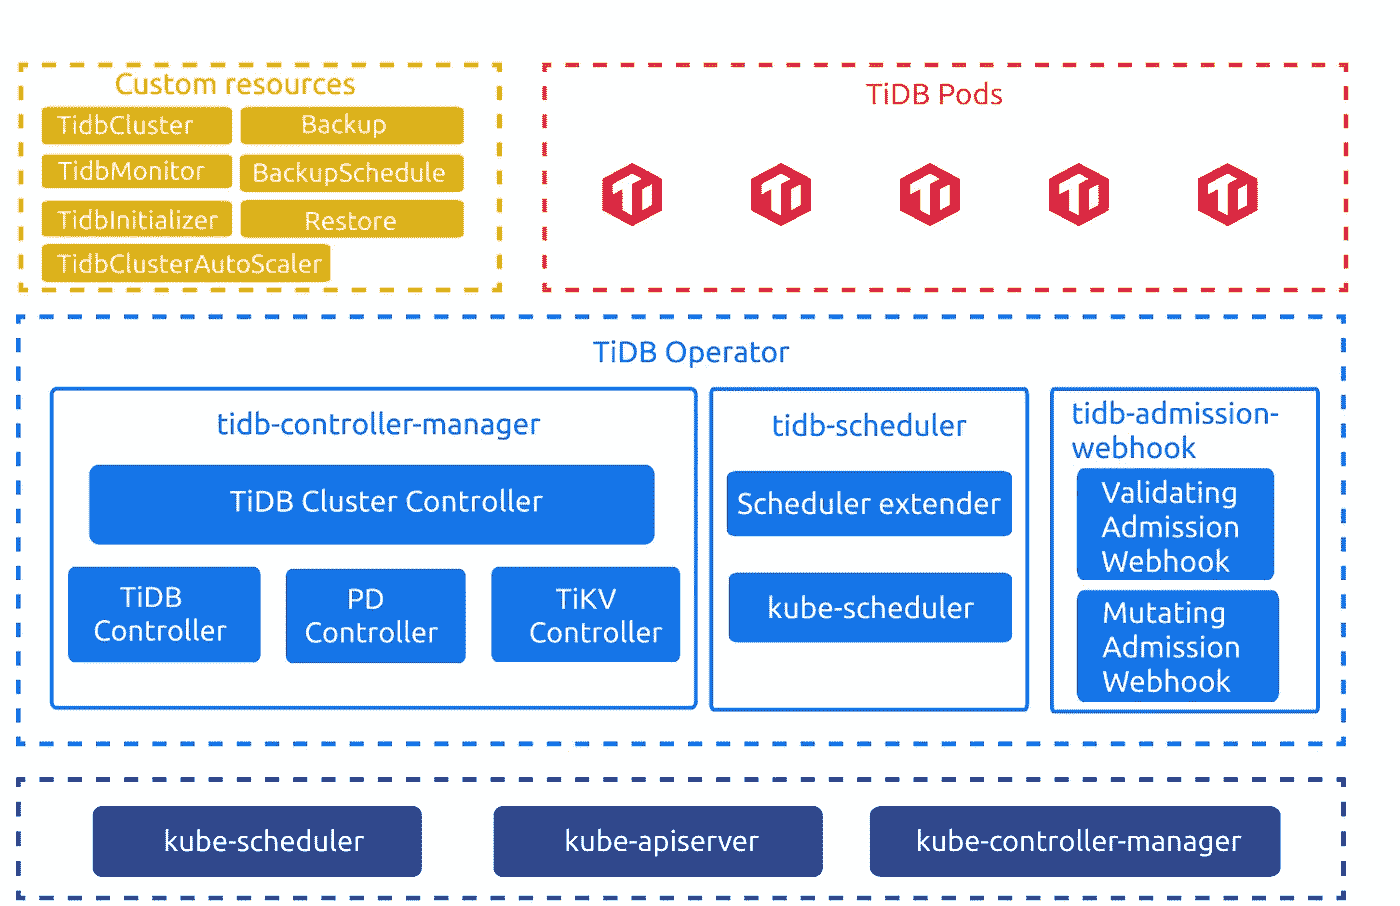 Custom resources
TidbCluster
Backup
TidbMonitor
BackupSchedule
TidbInitializer
Restore
TidbClusterAutoScaler
TiDB Pods
TiDB Operator
tidb-controller-manager
TiDB Cluster Controller
TiDB
Controller
PD
Controller
TiKV
Controller
tidb-scheduler
Scheduler extender
kube-scheduler
tidb-admission-
webhook
Validating
Admission
Webhook
Mutating
Admission
Webhook
kube-scheduler
kube-apiserver
kube-controller-manager